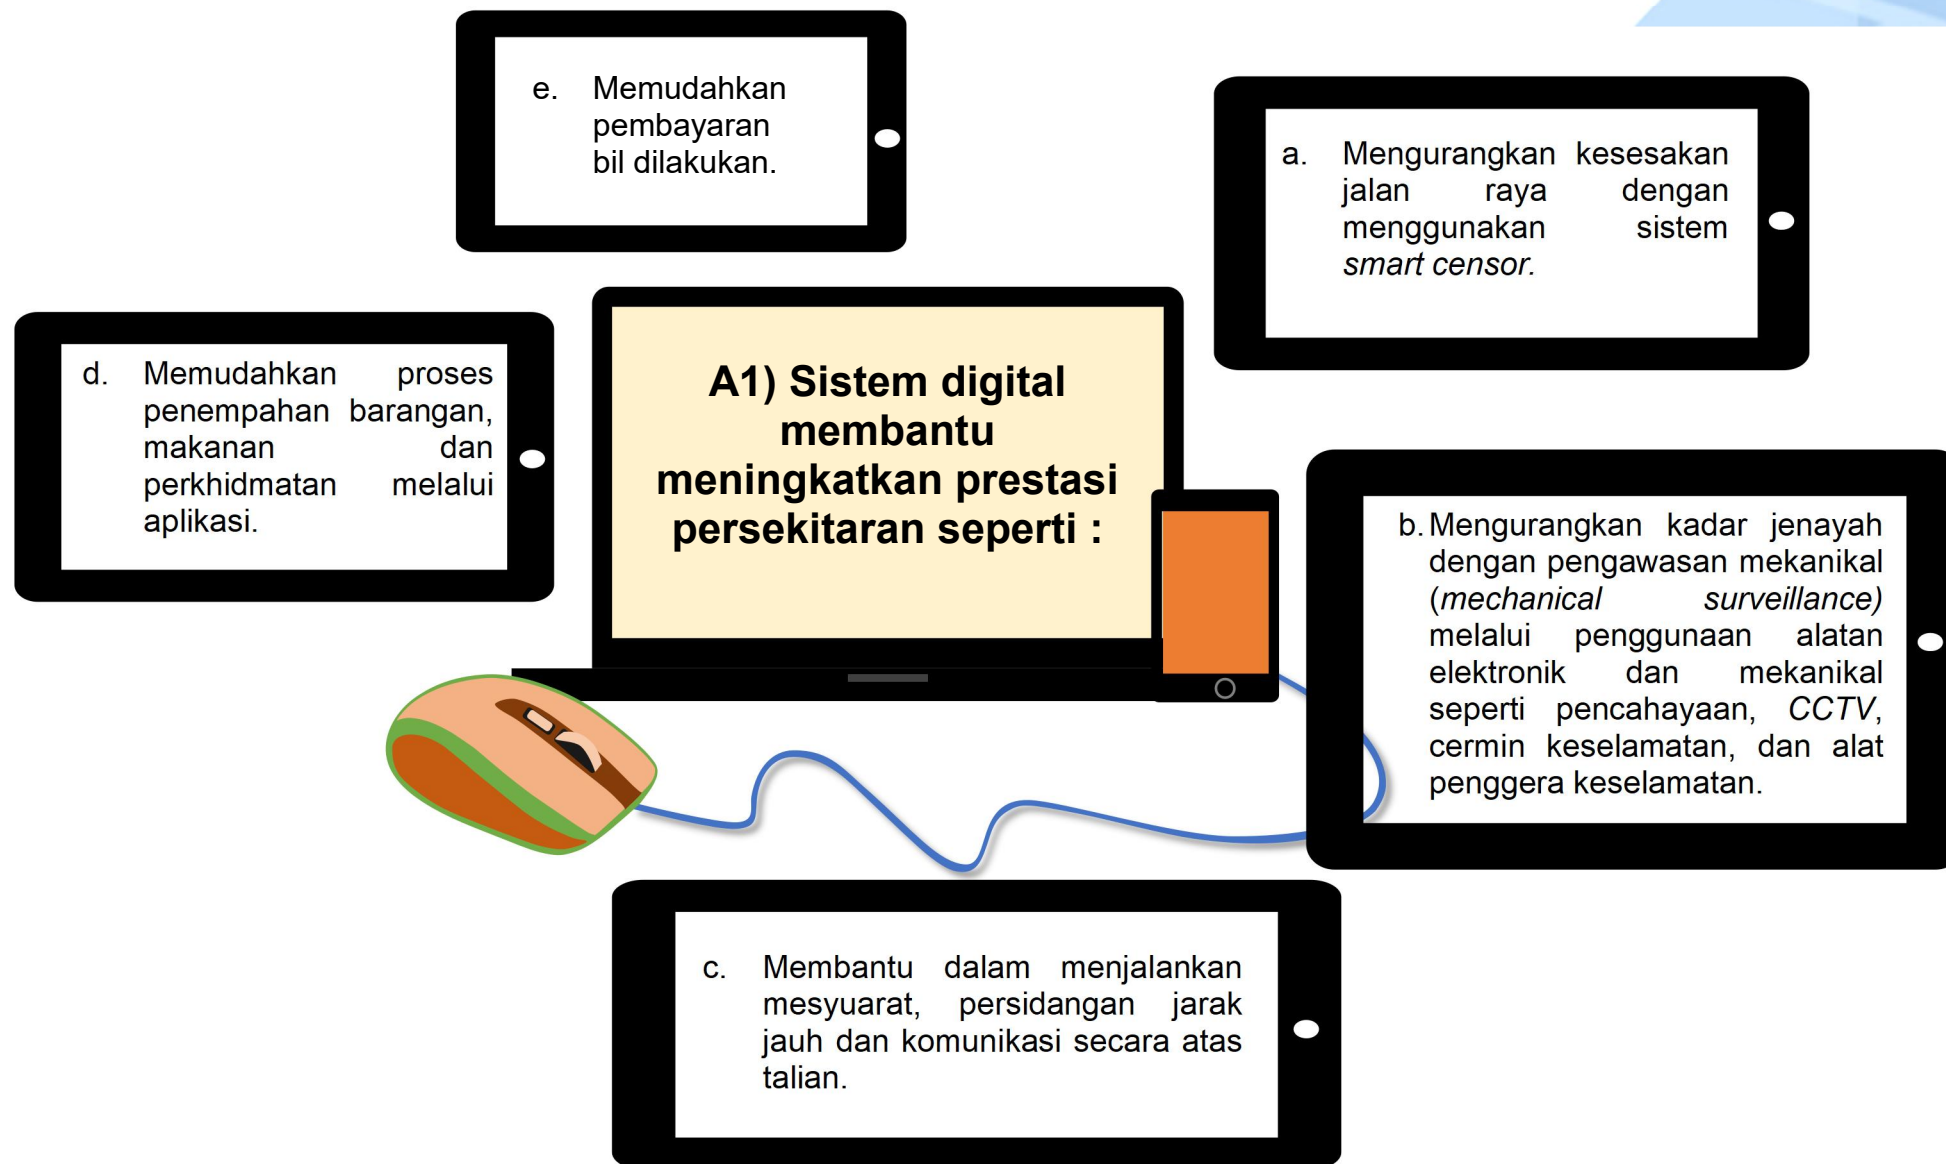 A1) Sistem digital
membantu
meningkatkan prestasi
persekitaran seperti :
a. Mengurangkan kesesakan
jalan raya dengan
menggunakan sistem
smart censor.
b. Mengurangkan kadar jenayah
dengan pengawasan mekanikal
(mechanical surveillance)
melalui penggunaan alatan
elektronik dan mekanikal
seperti pencahayaan, CCTV,
cermin keselamatan, dan alat
penggera keselamatan.
c. Membantu dalam menjalankan
mesyuarat, persidangan jarak
jauh dan komunikasi secara atas
talian.
d. Memudahkan proses
penempahan barangan,
makanan dan
perkhidmatan melalui
aplikasi.
e. Memudahkan
pembayaran
bil dilakukan.